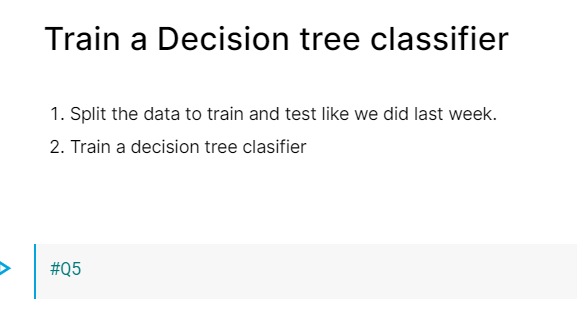 Train a Decision tree classifier
1. Split the data to train and test like we did last week.
2. Train a decision tree clasifier
#Q5